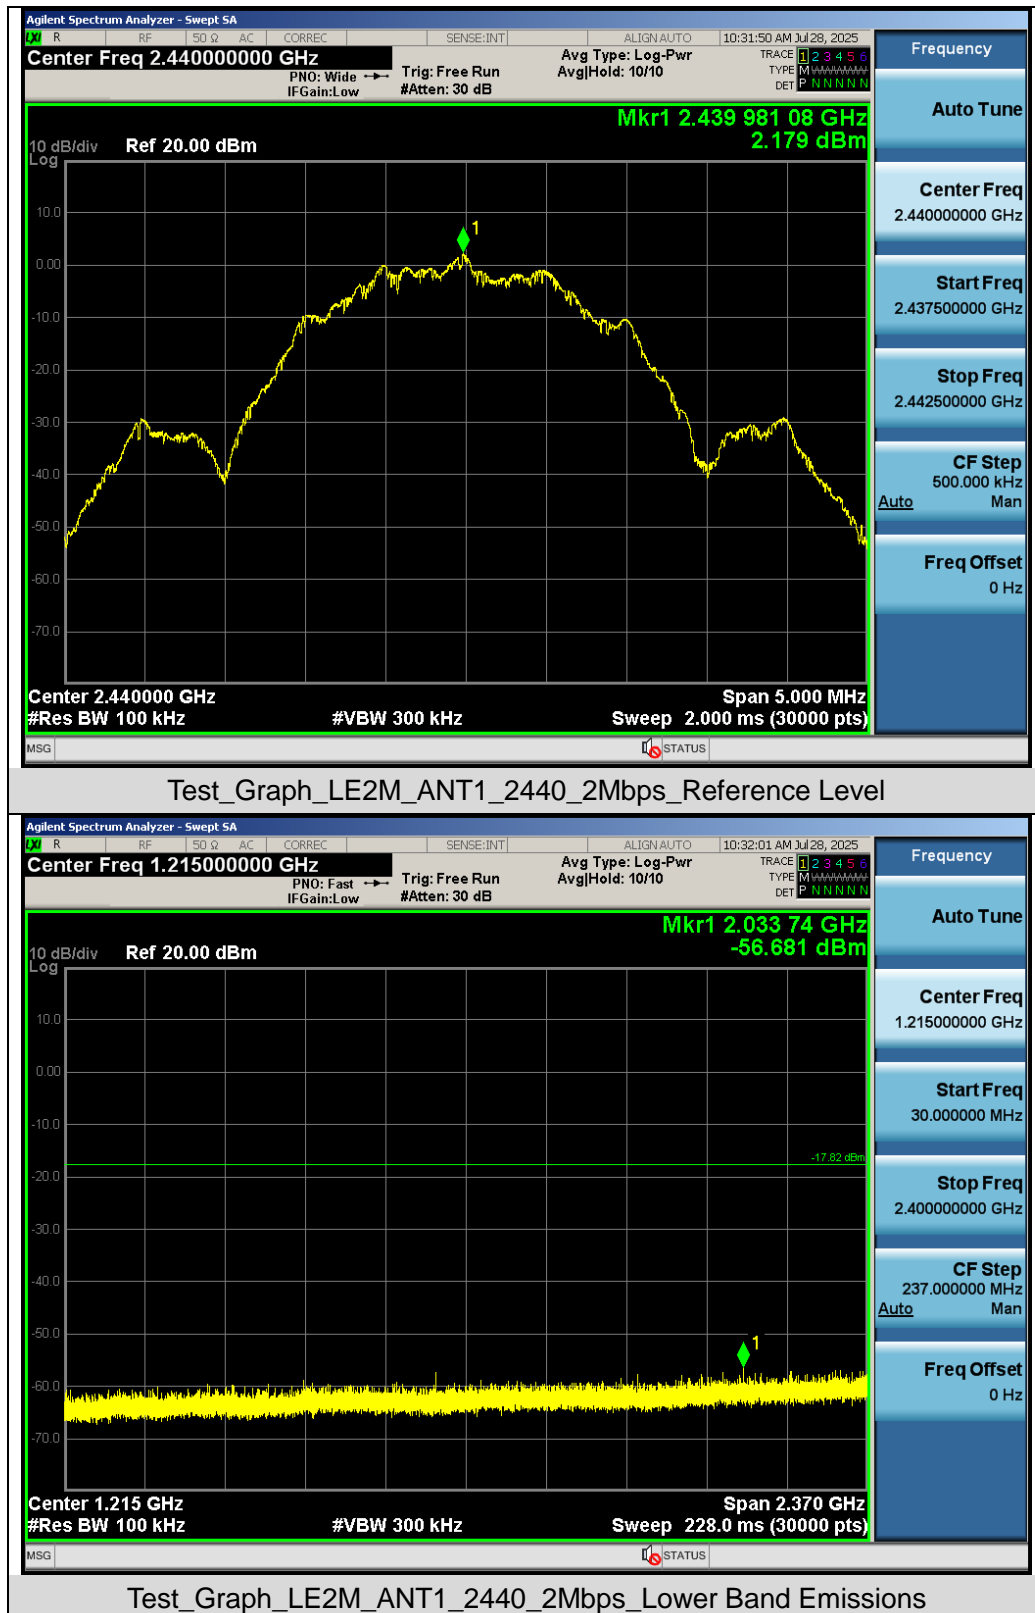 Agilent Spectrum Analyzer - Swept SA
LXI R RF 50 Ω AC CORREC SENSE:INT ALIGN AUTO 10:31:50 AM Jul 28, 2025
Center Freq 2.440000000 GHz
PNO: Wide
IFGain:Low
Trig: Free Run
#Atten: 30 dB
Avg Type: Log-Pwr
Avg|Hold: 10/10
TRACE 1 2 3 4 5 6
TYPE M
DET P N N N N N
Mkr1 2.439 981 08 GHz
2.179 dBm
10 dB/div Ref 20.00 dBm
Log
10.0
0.00
-10.0
-20.0
-30.0
-40.0
-50.0
-60.0
-70.0
1
Center 2.440000 GHz Span 5.000 MHz
#Res BW 100 kHz #VBW 300 kHz Sweep 2.000 ms (30000 pts)
MSG STATUS
Frequency
Auto Tune
Center Freq
2.440000000 GHz
Start Freq
2.437500000 GHz
Stop Freq
2.442500000 GHz
CF Step
500.000 kHz
Auto Man
Freq Offset
0 Hz
Test_Graph_LE2M_ANT1_2440_2Mbps_Reference Level
Agilent Spectrum Analyzer - Swept SA
LXI R RF 50 Ω AC CORREC SENSE:INT ALIGN AUTO 10:32:01 AM Jul 28, 2025
Center Freq 1.215000000 GHz
PNO: Fast
IFGain:Low
Trig: Free Run
#Atten: 30 dB
Avg Type: Log-Pwr
Avg|Hold: 10/10
TRACE 1 2 3 4 5 6
TYPE M
DET P N N N N N
Mkr1 2.033 74 GHz
-56.681 dBm
10 dB/div Ref 20.00 dBm
Log
10.0
0.00
-10.0
-20.0
-30.0
-40.0
-50.0
-60.0
-70.0
-17.82 dBm
1
Center 1.215 GHz Span 2.370 GHz
#Res BW 100 kHz #VBW 300 kHz Sweep 228.0 ms (30000 pts)
MSG STATUS
Frequency
Auto Tune
Center Freq
1.215000000 GHz
Start Freq
30.000000 MHz
Stop Freq
2.400000000 GHz
CF Step
237.000000 MHz
Auto Man
Freq Offset
0 Hz
Test_Graph_LE2M_ANT1_2440_2Mbps_Lower Band Emissions